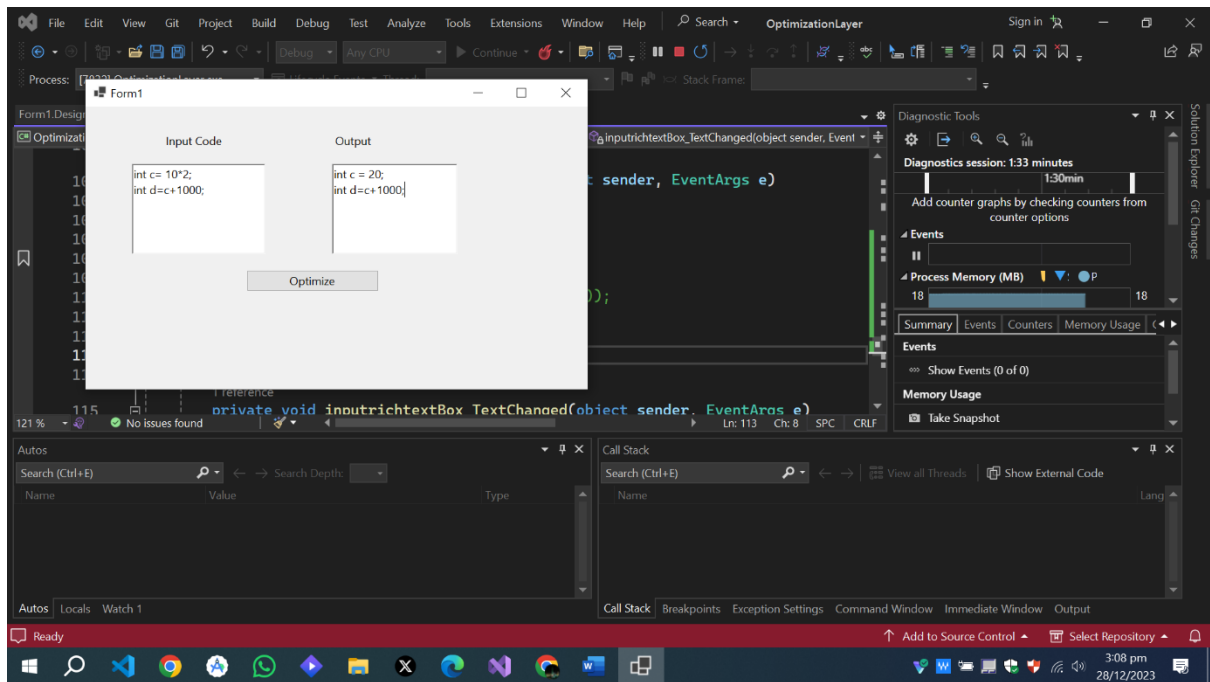 File Edit View Git Project Build Debug Test Analyze Tools Extensions Window Help Search OptimizationLayer Sign in
Debug Any CPU Continue
Process: Stack Frame:
Form1
Form1.Desig
Optimizati
inputrichtextBox_TextChanged(object sender, Event
Input Code Output
int c= 10*2;
int d=c+1000;
int c = 20;
int d=c+1000;
Optimize
sender, EventArgs e)
);
1 reference
115 private void inputrichtextBox_TextChanged(object sender, EventArgs e)
121 % No issues found Ln: 113 Ch: 8 SPC CRLF
Diagnostic Tools
Diagnostics session: 1:33 minutes
1:30min
Add counter graphs by checking counters from
counter options
Events
Process Memory (MB) P
18 18
Summary Events Counters Memory Usage
Events
Show Events (0 of 0)
Memory Usage
Take Snapshot
Solution Explorer
Git Changes
Autos
Search (Ctrl+E) Search Depth:
Name Value Type
Autos Locals Watch 1
Call Stack
Search (Ctrl+E) View all Threads Show External Code
Name Lang
Call Stack Breakpoints Exception Settings Command Window Immediate Window Output
Ready Add to Source Control Select Repository
3:08 pm
28/12/2023